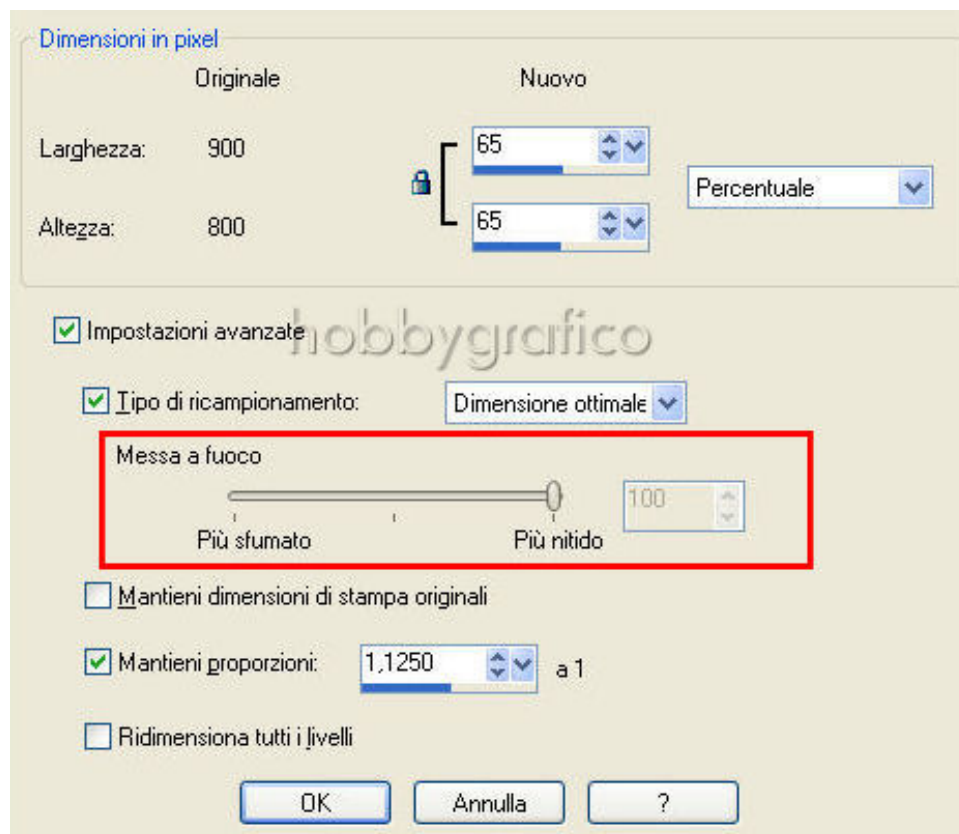 Dimensioni in pixel
Originale Nuovo
Larghezza: 900 65
Percentuale
Altezza: 800 65
Impostazioni avanzate
hobbygrafico
Tipo di ricampionamento: Dimensione ottimale
Messa a fuoco
100
Più sfumato Più nitido
Mantieni dimensioni di stampa originali
Mantieni proporzioni: 1,1250 a 1
Ridimensiona tutti i livelli
OK Annulla ?